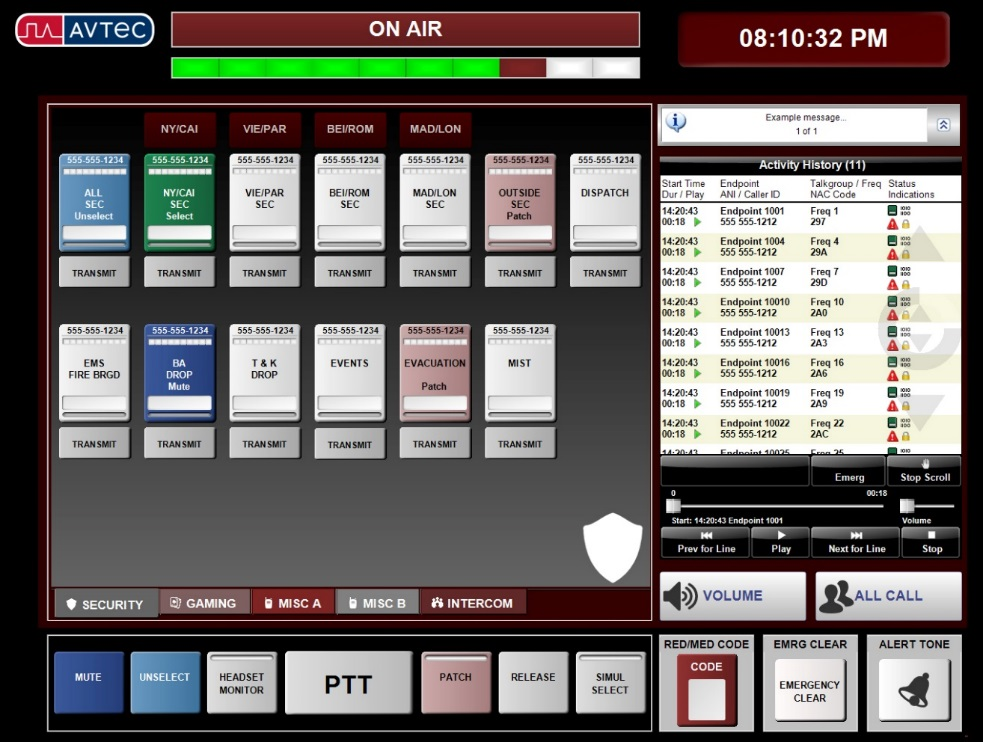 AVTEC
ON AIR
08:10:32 PM
NY/CAI VIE/PAR BEI/ROM MAD/LON
555-555-1234 555-555-1234 555-555-1234 555-555-1234 555-555-1234 555-555-1234 555-555-1234
ALL SEC Unselect
NY/CAI SEC Select
VIE/PAR SEC
BEI/ROM SEC
MAD/LON SEC
OUTSIDE SEC Patch
DISPATCH
TRANSMIT TRANSMIT TRANSMIT TRANSMIT TRANSMIT TRANSMIT TRANSMIT
555-555-1234 555-555-1234 555-555-1234 555-555-1234 555-555-1234 555-555-1234
EMS FIRE BRGD
BA DROP Mute
T & K DROP
EVENTS
EVACUATION Patch
MIST
TRANSMIT TRANSMIT TRANSMIT TRANSMIT TRANSMIT TRANSMIT
SECURITY GAMING MISC A MISC B INTERCOM
Example message...
1 of 1
Activity History (11)
Start Time Endpoint Talkgroup / Freq Status
Dur / Play ANI / Caller ID NAC Code Indications
14:20:43 Endpoint 1001 Freq 1
00:18 555 555-1212 297
14:20:43 Endpoint 1004 Freq 4
00:18 555 555-1212 29A
14:20:43 Endpoint 1007 Freq 7
00:18 555 555-1212 29D
14:20:43 Endpoint 10010 Freq 10
00:18 555 555-1212 2A0
14:20:43 Endpoint 10013 Freq 13
00:18 555 555-1212 2A3
14:20:43 Endpoint 10016 Freq 16
00:18 555 555-1212 2A6
14:20:43 Endpoint 10019 Freq 19
00:18 555 555-1212 2A9
14:20:43 Endpoint 10022 Freq 22
00:18 555 555-1212 2AC
14:20:43 Endpoint 10025 Freq 25
Emerg Stop Scroll
0 00:18
Start: 14:20:43 Endpoint 1001 Volume
Prev for Line Play Next for Line Stop
VOLUME ALL CALL
MUTE
UNSELECT
HEADSET MONITOR
PTT
PATCH
RELEASE
SIMUL SELECT
RED/MED CODE EMRG CLEAR ALERT TONE
CODE
EMERGENCY CLEAR